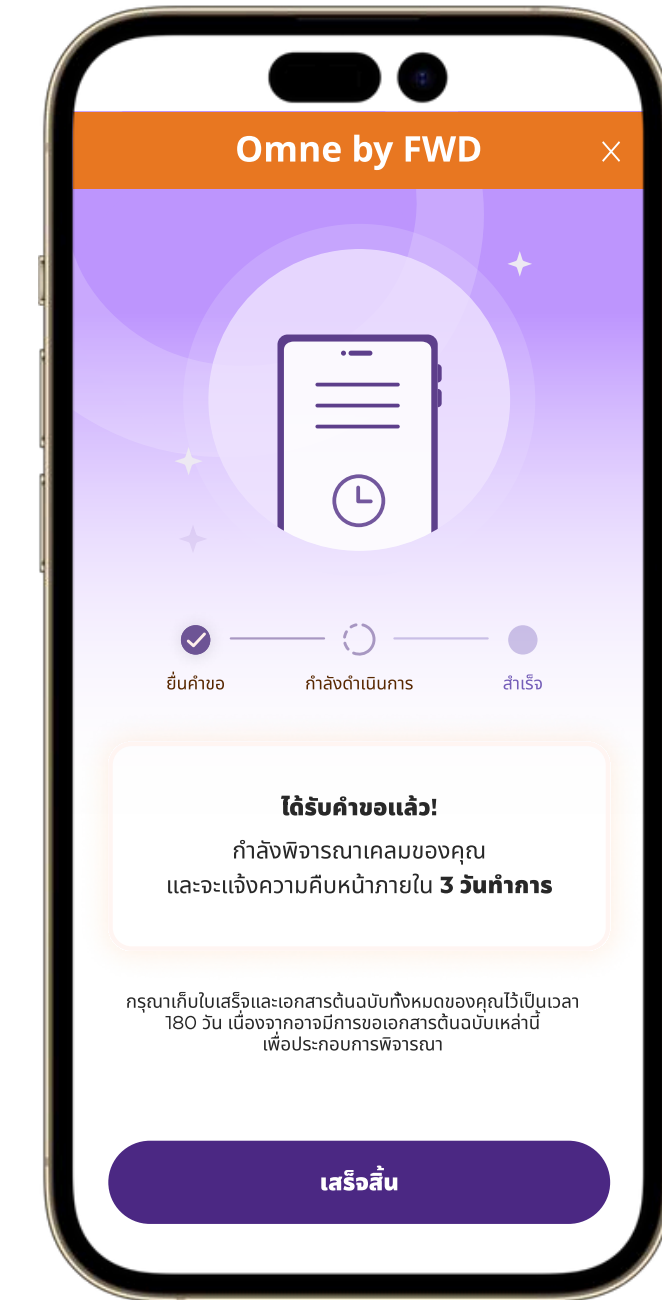 Omne by FWD
ยื่นคำขอ
กำลังดำเนินการ
สำเร็จ
ได้รับคำขอแล้ว!
กำลังพิจารณาเคลมของคุณ
และจะแจ้งความคืบหน้าภายใน 3 วันทำการ
กรุณาเก็บใบเสร็จและเอกสารต้นฉบับทั้งหมดของคุณไว้เป็นเวลา
180 วัน เนื่องจากอาจมีการขอเอกสารต้นฉบับเหล่านี้
เพื่อประกอบการพิจารณา
เสร็จสิ้น